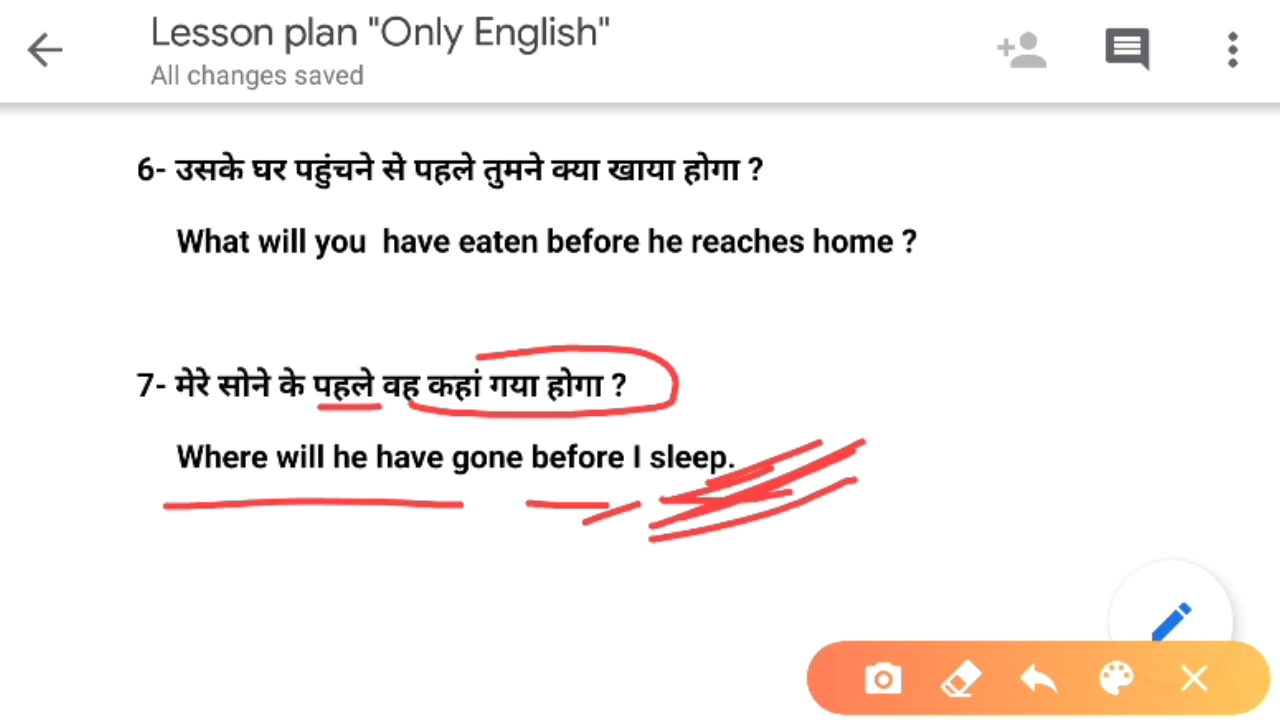 Lesson plan "Only English"
All changes saved
6- उसके घर पहुंचने से पहले तुमने क्या खाया होगा ?
What will you  have eaten before he reaches home ?
7- मेरे सोने के पहले वह कहां गया होगा ?
Where will he have gone before I sleep.